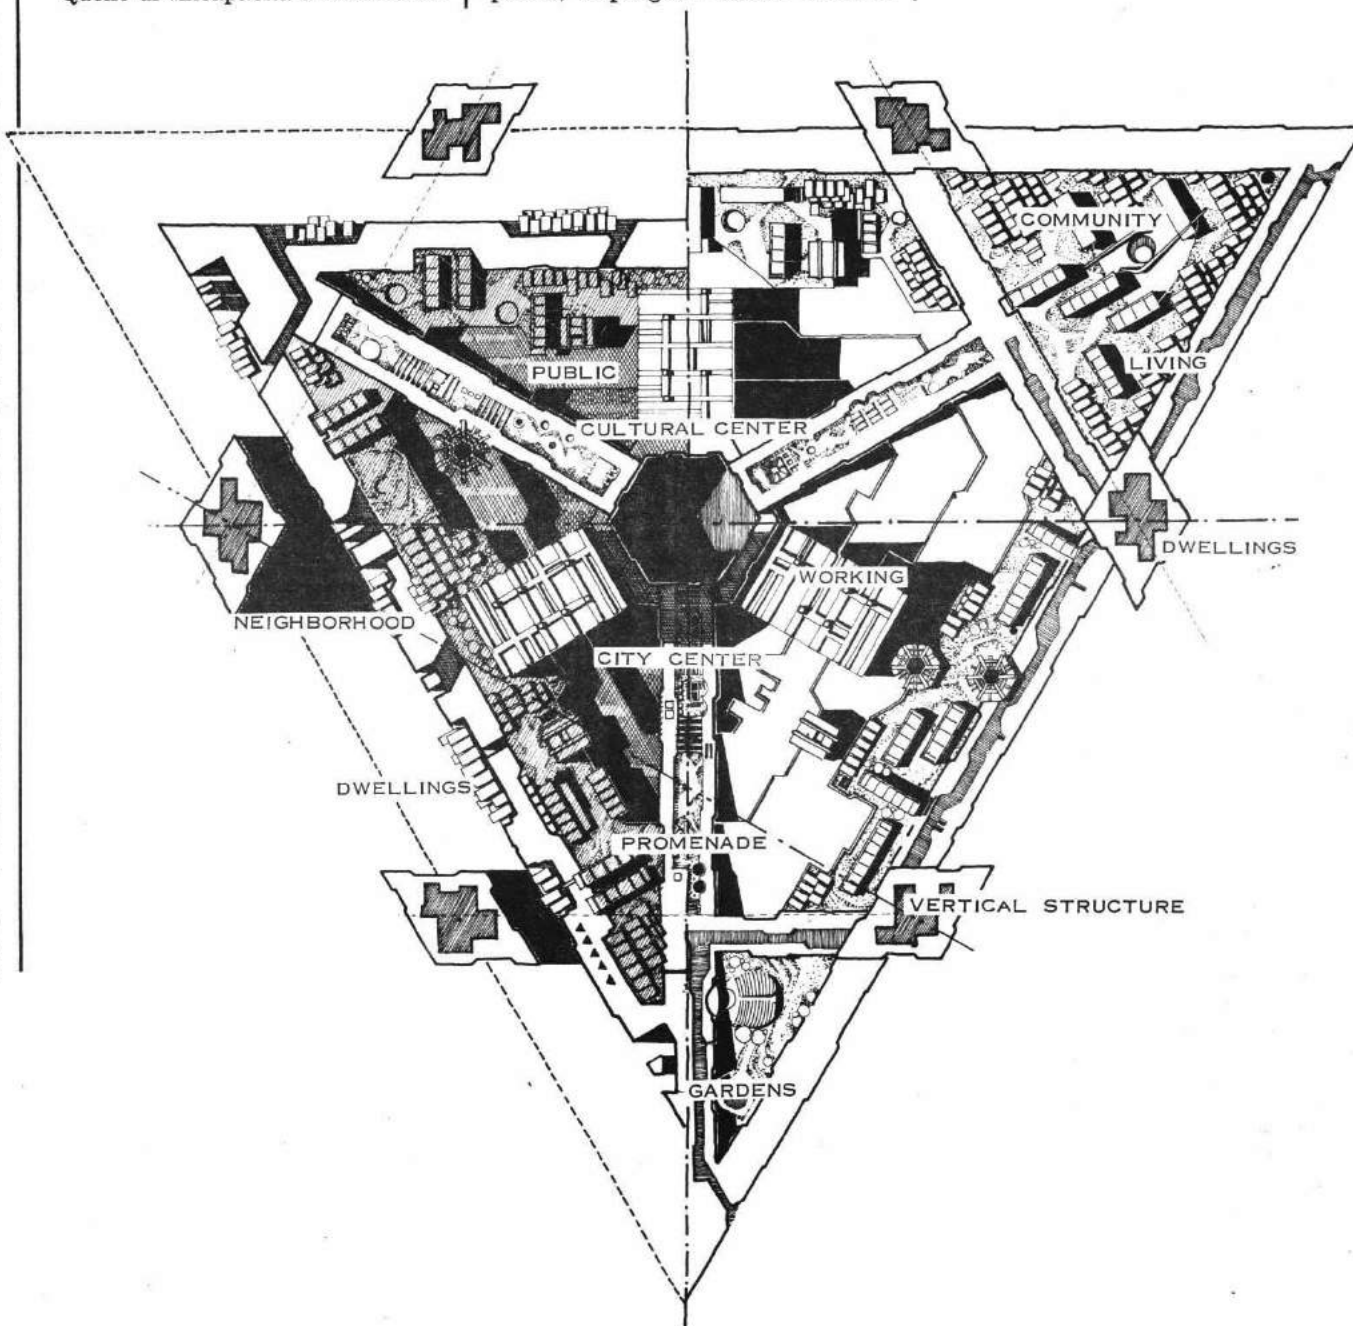 COMMUNITY
PUBLIC
LIVING
CULTURAL CENTER
DWELLINGS
WORKING
NEIGHBORHOOD
CITY CENTER
DWELLINGS
PROMENADE
VERTICAL STRUCTURE
GARDENS